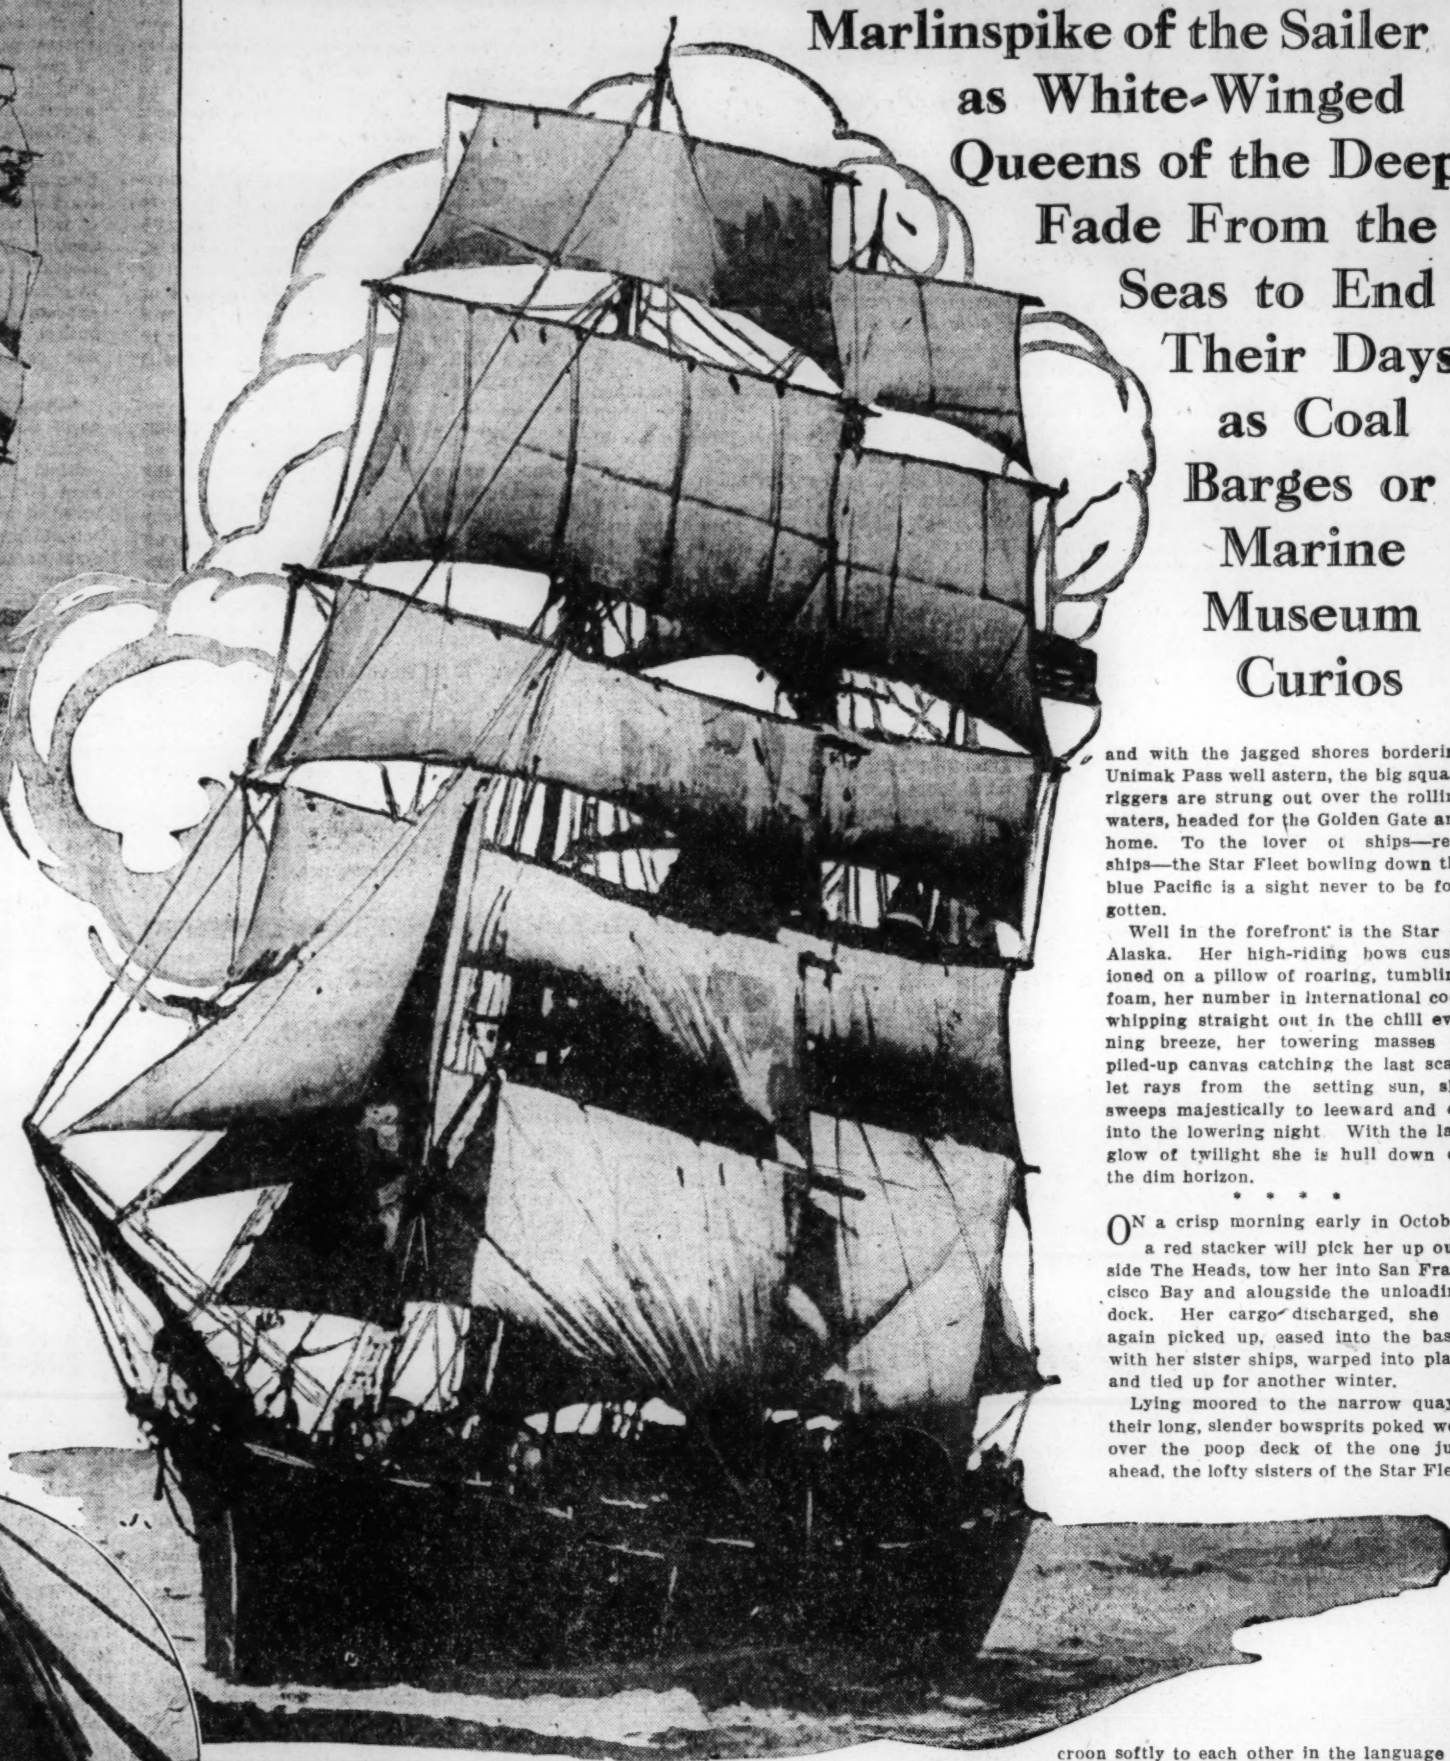 Marlinspike of the Sailer
as White-Winged
Queens of the Deep
Fade From the
Seas to End
Their Days
as Coal
Barges or
Marine
Museum
Curios
and with the jagged shores borderin
Unimak Pass well astern, the big squa
riggers are strung out over the rollin
waters, headed for the Golden Gate an
home. To the lover of ships—re
ships—the Star Fleet bowling down th
blue Pacific is a sight never to be fo
gotten.
Well in the forefront is the Star
Alaska. Her high-riding bows cus
ioned on a pillow of roaring, tumblin
foam, her number in International co
whipping straight out in the chill ev
ning breeze, her towering masses
piled-up canvas catching the last sca
let rays from the setting sun, sh
sweeps majestically to leeward and o
into the lowering night. With the la
glow of twilight she is hull down o
the dim horizon.
* * * *
ON a crisp morning early in Octob
a red stacker will pick her up ou
side The Heads, tow her into San Fra
cisco Bay and alougside the unloadin
dock. Her cargo discharged, she
again picked up, eased into the bas
with her sister ships, warped into pla
and tied up for another winter.
Lying moored to the narrow quay
their long, slender bowsprits poked we
over the poop deck of the one ju
ahead, the lofty sisters of the Star Fle
croon softly to each other in the language